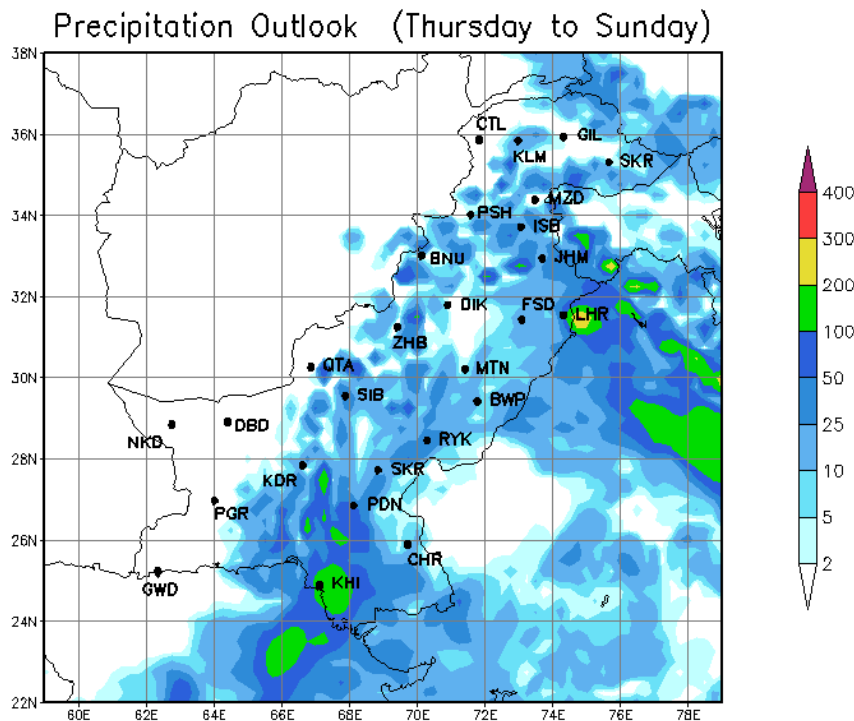 Precipitation Outlook (Thursday to Sunday)
38N
36N
34N
32N
30N
28N
26N
24N
22N
60E
62E
64E
66E
68E
70E
72E
74E
76E
78E
CTL
GIL
KLM
SKR
MZD
PSH
ISB
BNU
JHM
DIK
FSD
LHR
ZHB
QTA
MTN
SIB
BWP
NKD
DBD
RYK
KDR
SKR
PGR
PDN
CHR
GWD
KHI
400
300
200
100
50
25
10
5
2